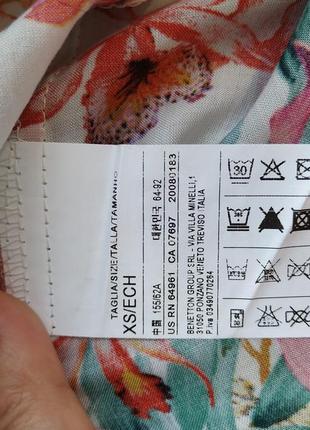 TAGLIA/SIZE/TALLA/TAMANHO
XS/ECH
中国 155/62A
대한민국 64-92
US RN 64961 CA 07697 20080183
BENETTON GROUP SRL - VIA VILLA MINELLI,1
31050 PONZANO VENETO TREVISO ITALIA
P.Iva 03490770264
30